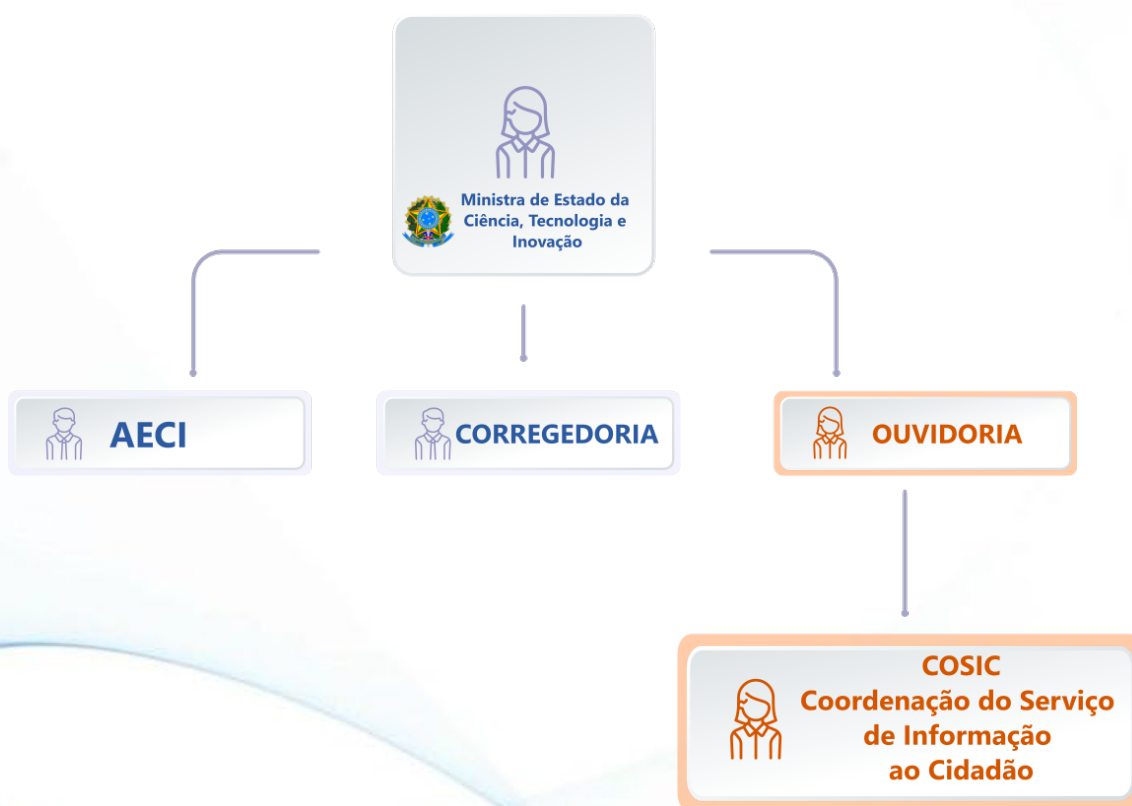 Ministra de Estado da
Ciência, Tecnologia e
Inovação
AECI
CORREGEDORIA
OUVIDORIA
COSIC
Coordenação do Serviço
de Informação
ao Cidadão